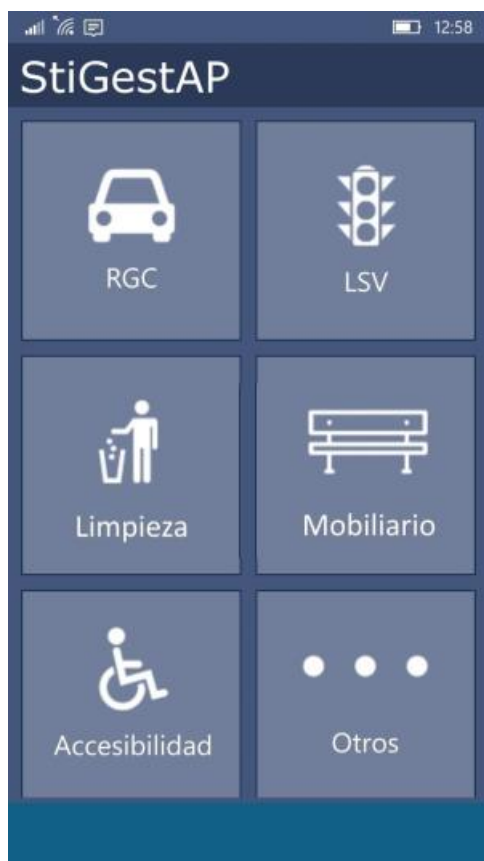 12:58
StiGestAP
RGC
LSV
Limpieza
Mobiliario
Accesibilidad
Otros